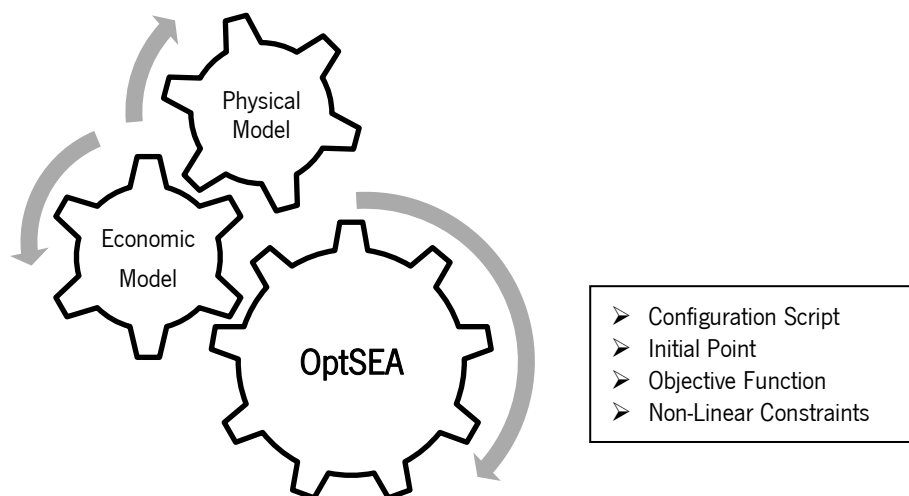 Physical
Model
Economic
Model
OptSEA
➢ Configuration Script
➢ Initial Point
➢ Objective Function
➢ Non-Linear Constraints